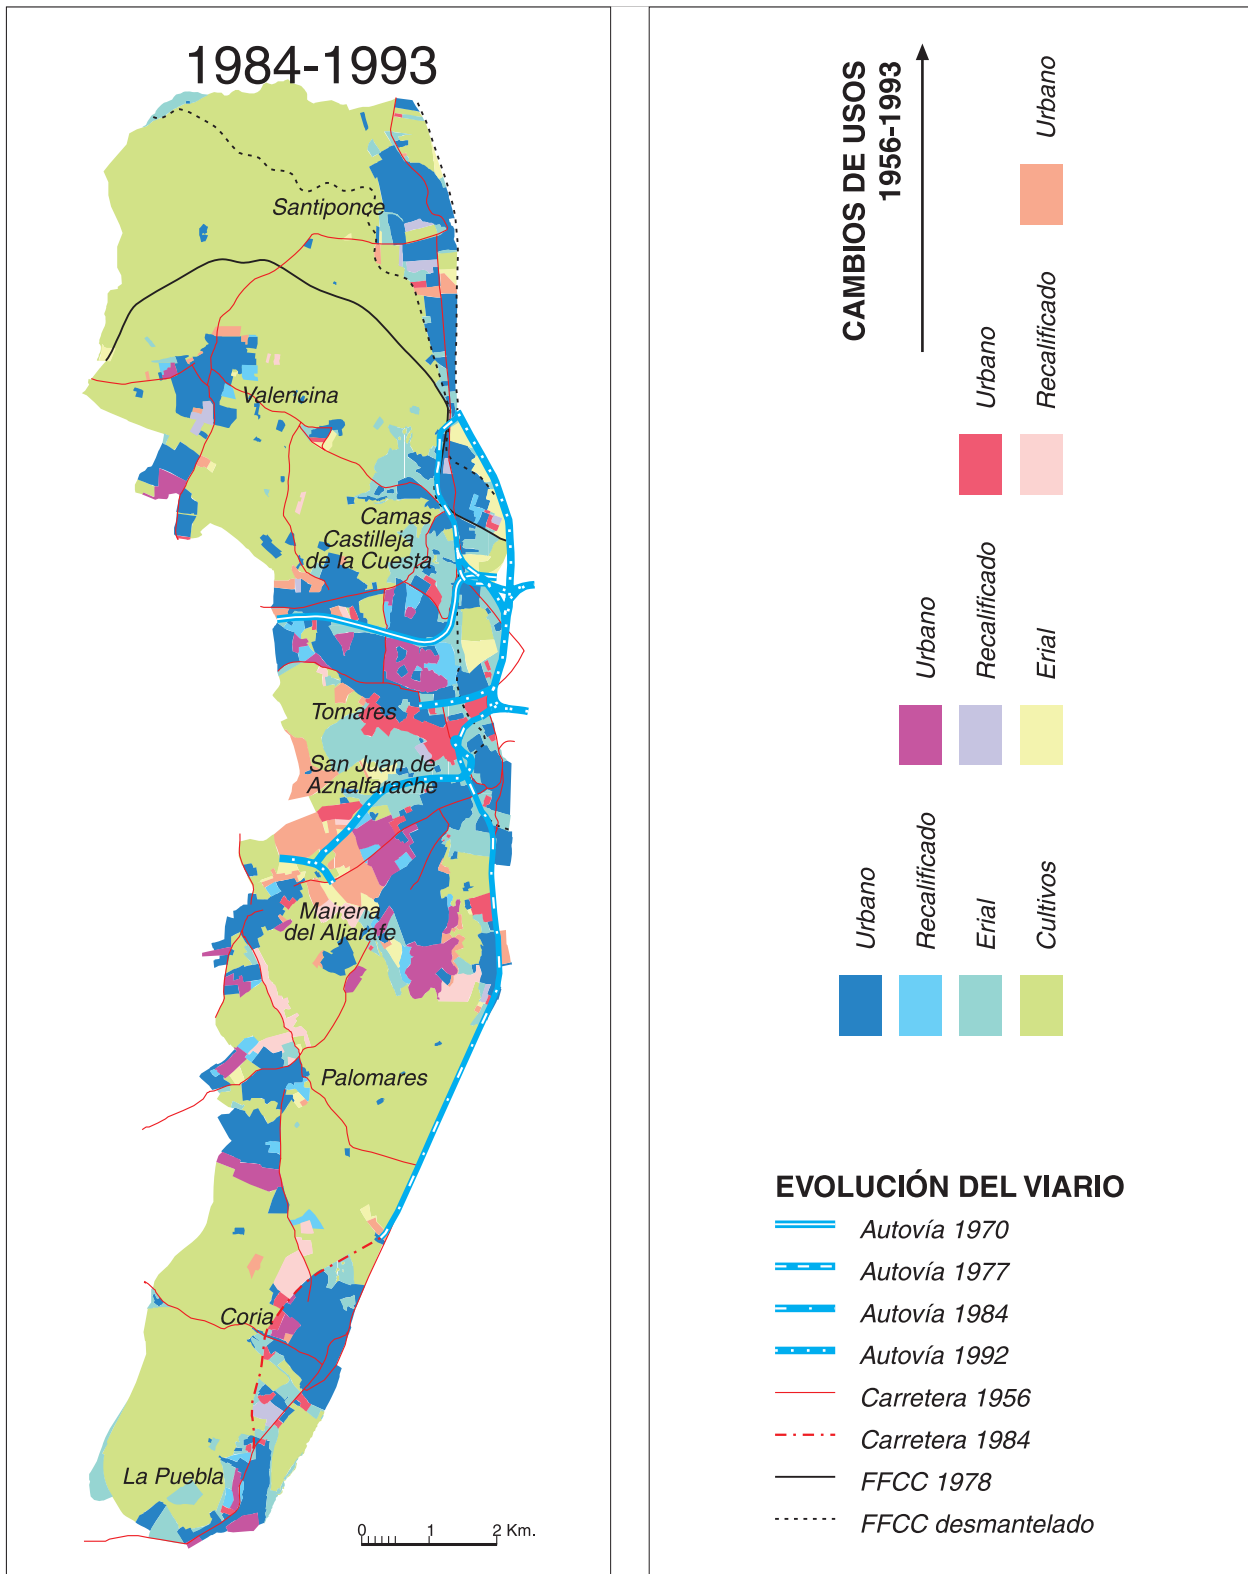 1984-1993
Santiponce
Valencina
Camas
Castilleja
de la Cuesta
Tomares
San Juan de
Aznalfarache
Mairena
del Aljarafe
Palomares
Coria
La Puebla
0 1 2 Km.
CAMBIOS DE USOS
1956-1993
Urbano
Urbano
Recalificado
Urbano
Recalificado
Erial
Urbano
Recalificado
Erial
Cultivos
EVOLUCIÓN DEL VIARIO
Autovía 1970
Autovía 1977
Autovía 1984
Autovía 1992
Carretera 1956
Carretera 1984
FFCC 1978
FFCC desmantelado